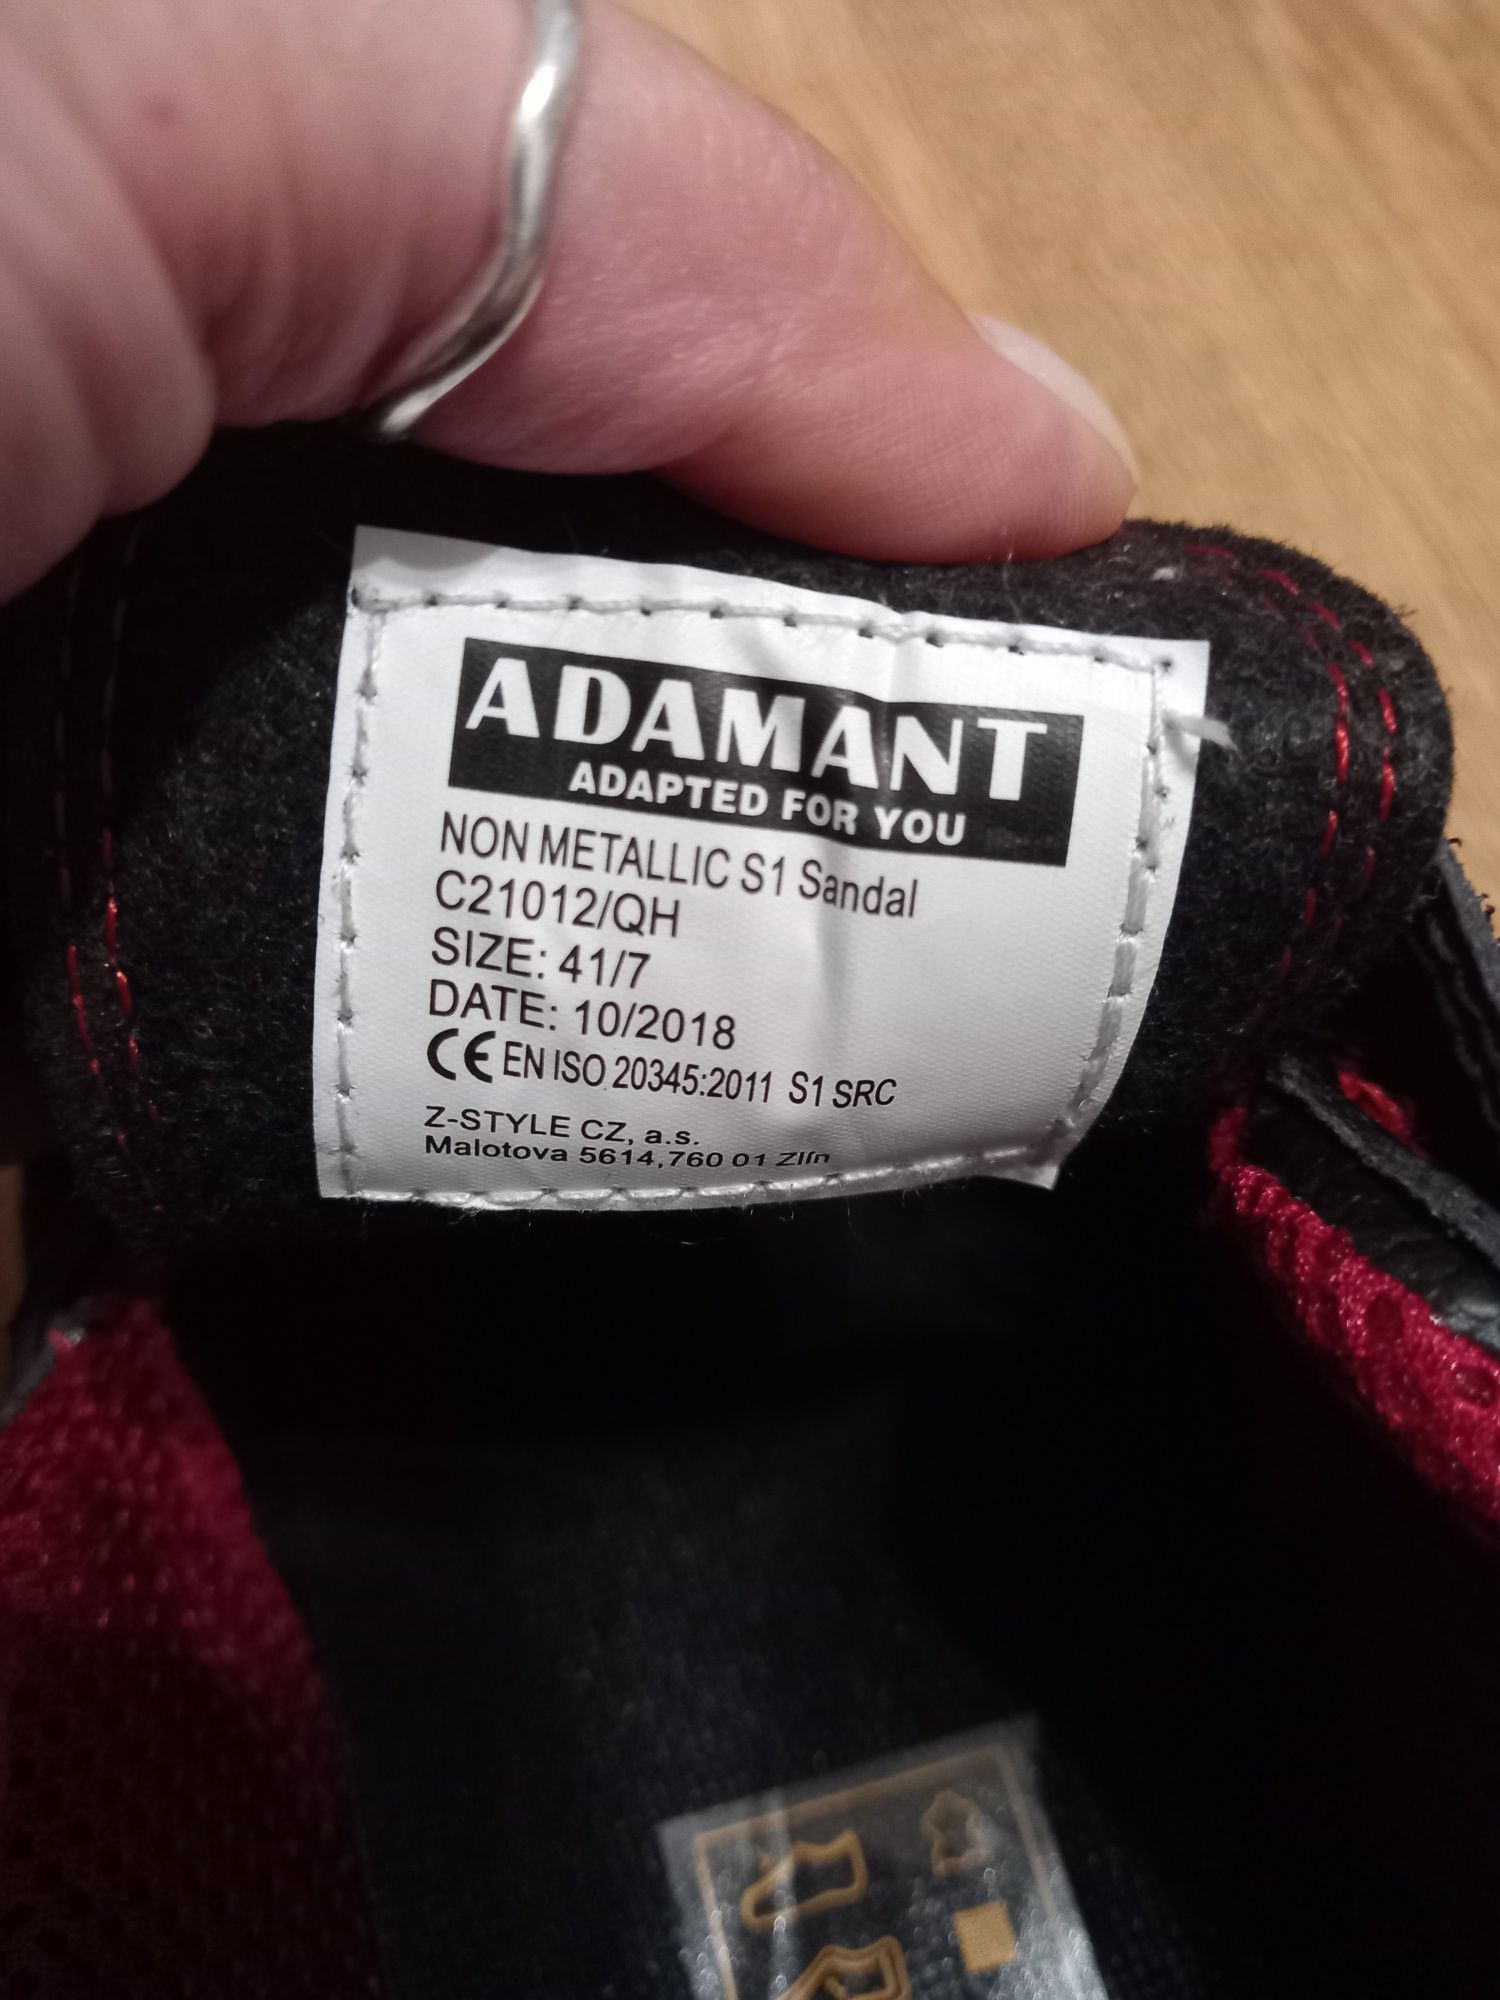 ADAMANT
ADAPTED FOR YOU
NON METALLIC S1 Sandal
C21012/QH
SIZE: 41/7
DATE: 10/2018
CE EN ISO 20345:2011 S1 SRC
Z-STYLE CZ, a.s.
Malotova 5614,760 01 Zlín